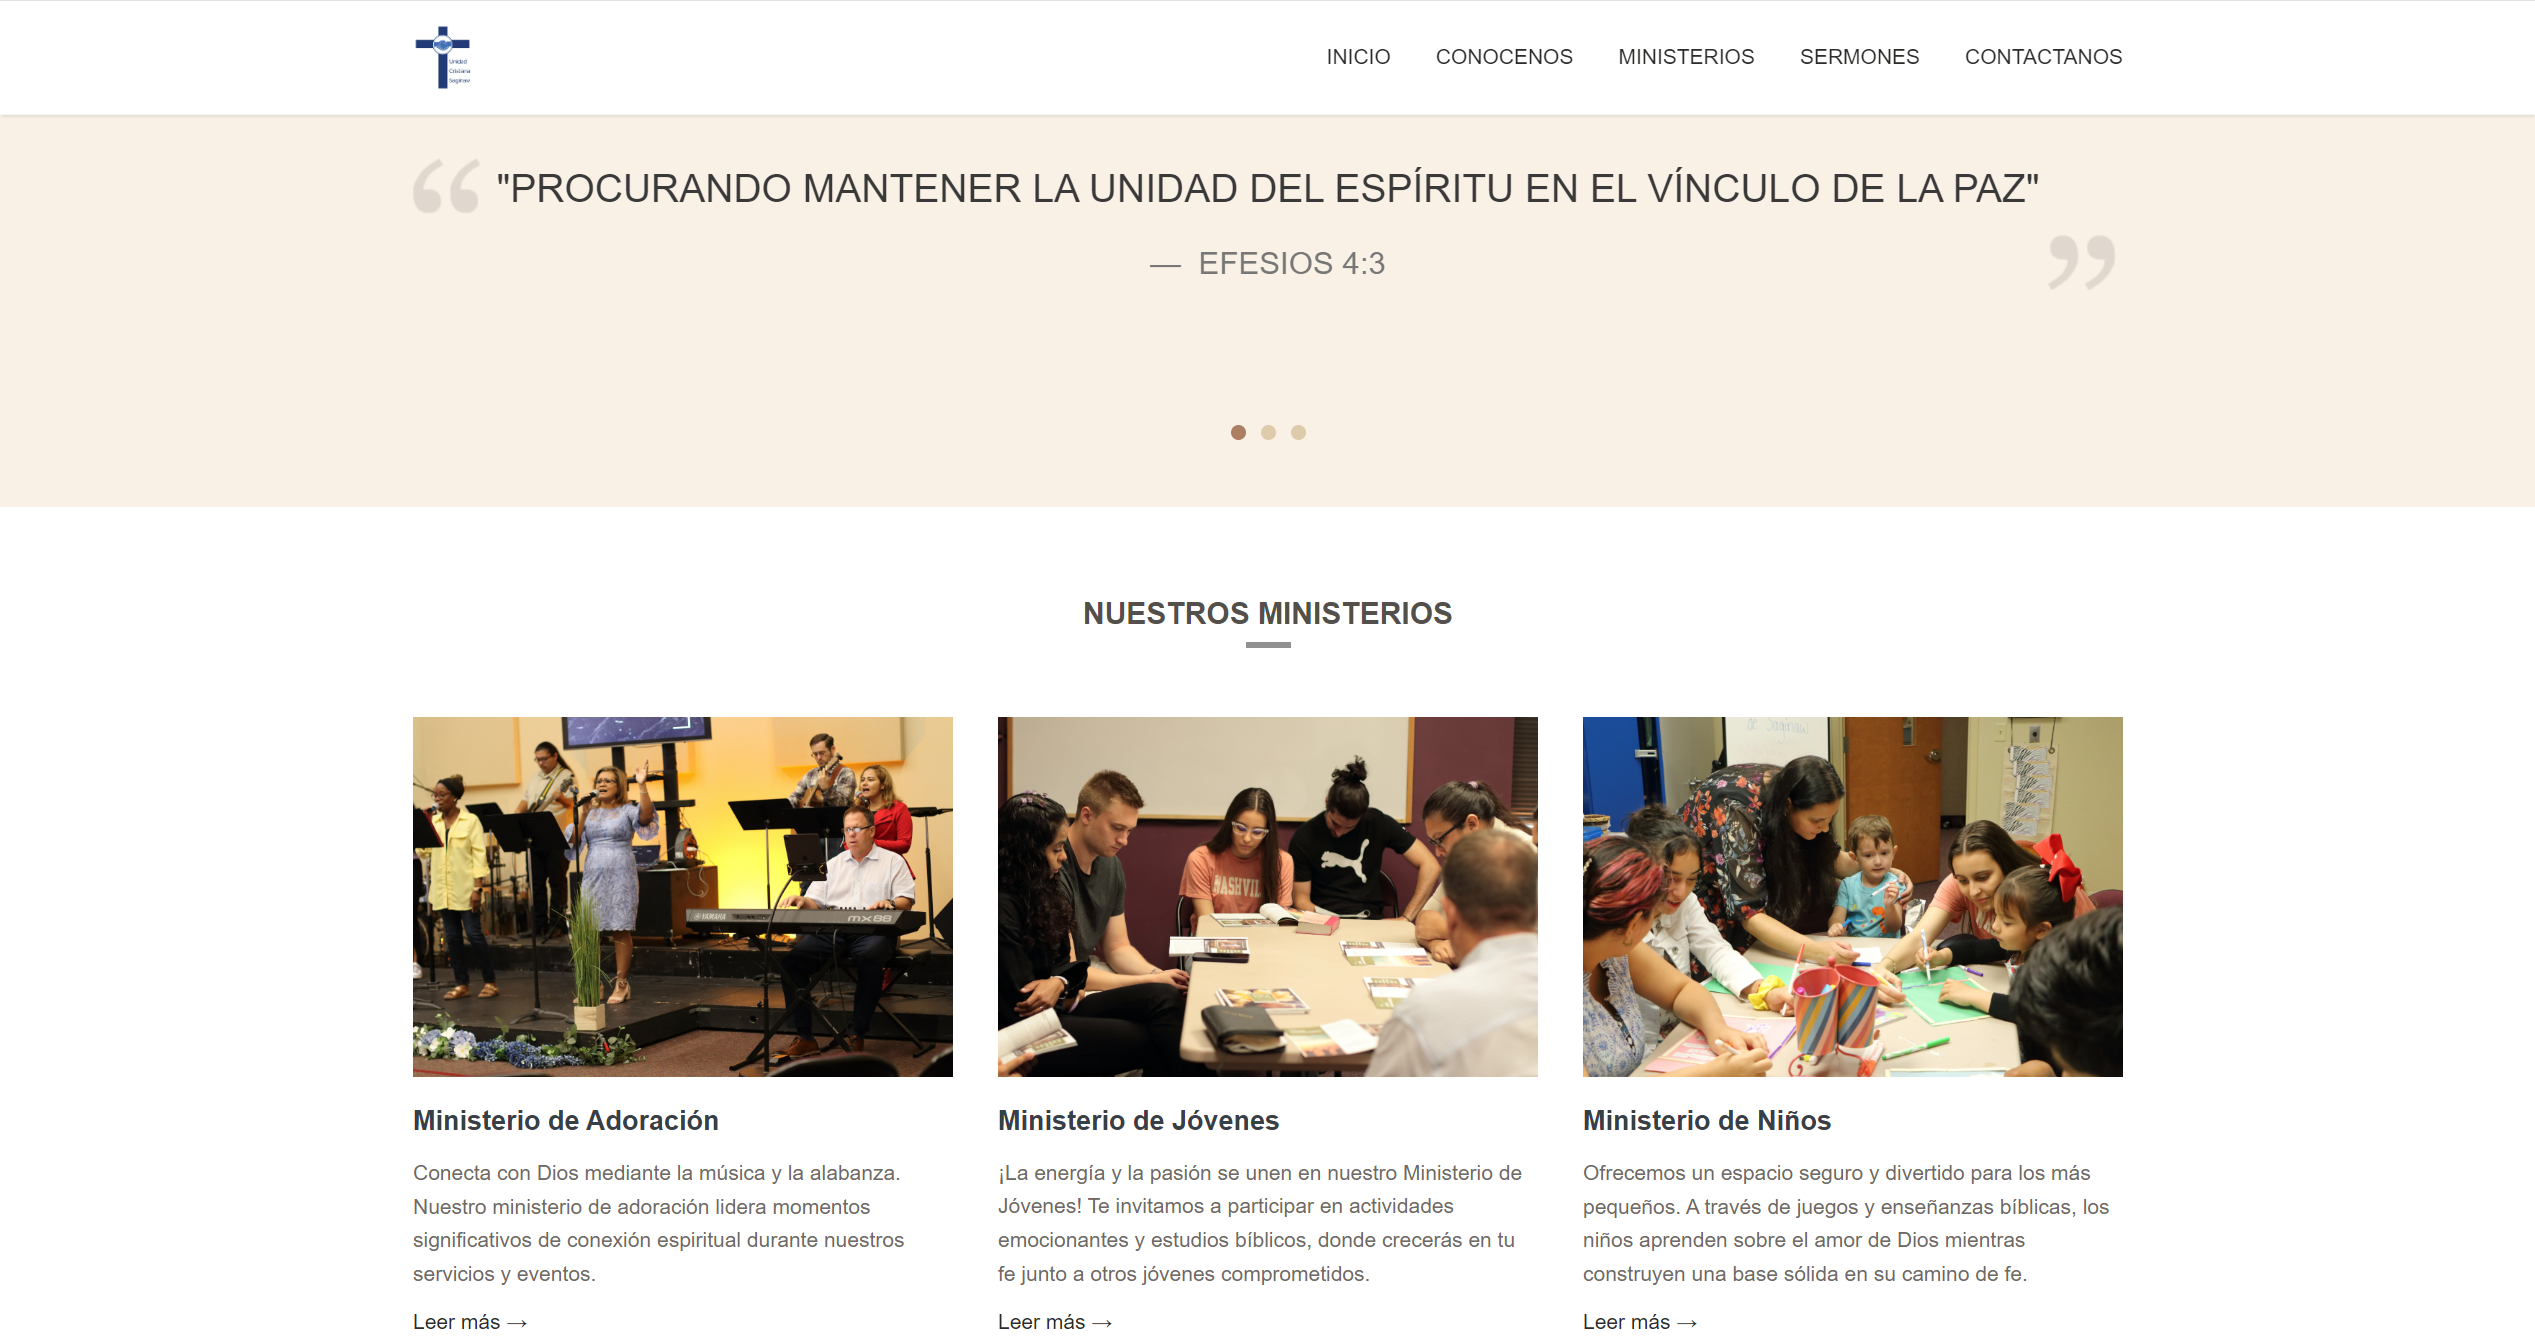 Unidad
Cristiana
Saginaw
INICIO CONOCENOS MINISTERIOS SERMONES CONTACTANOS
"PROCURANDO MANTENER LA UNIDAD DEL ESPÍRITU EN EL VÍNCULO DE LA PAZ"
— EFESIOS 4:3
NUESTROS MINISTERIOS
YAMAHA
mx88
NASHVIL
de Saginaw
Ministerio de Adoración
Conecta con Dios mediante la música y la alabanza.
Nuestro ministerio de adoración lidera momentos
significativos de conexión espiritual durante nuestros
servicios y eventos.
Leer más →
Ministerio de Jóvenes
¡La energía y la pasión se unen en nuestro Ministerio de
Jóvenes! Te invitamos a participar en actividades
emocionantes y estudios bíblicos, donde crecerás en tu
fe junto a otros jóvenes comprometidos.
Leer más →
Ministerio de Niños
Ofrecemos un espacio seguro y divertido para los más
pequeños. A través de juegos y enseñanzas bíblicas, los
niños aprenden sobre el amor de Dios mientras
construyen una base sólida en su camino de fe.
Leer más →